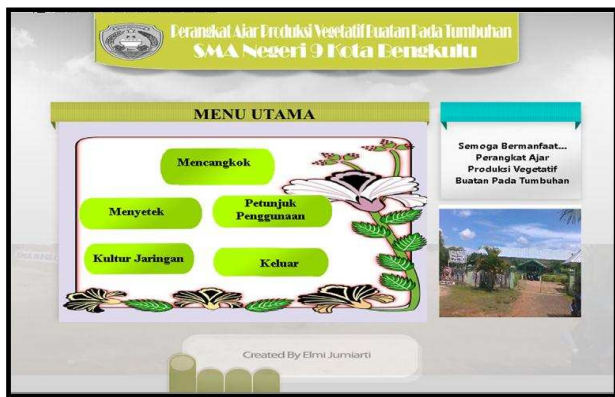 Perangkat Ajar Produksi Vegetatif Buatan Pada Tumbuhan
SMA Negeri 9 Kota Bengkulu
MENU UTAMA
Mencangkok
Menyetek
Petunjuk
Penggunaan
Kultur Jaringan
Keluar
Semoga Bermanfaat...
Perangkat Ajar
Produksi Vegetatif
Buatan Pada Tumbuhan
Created By Elmi Jumiarti